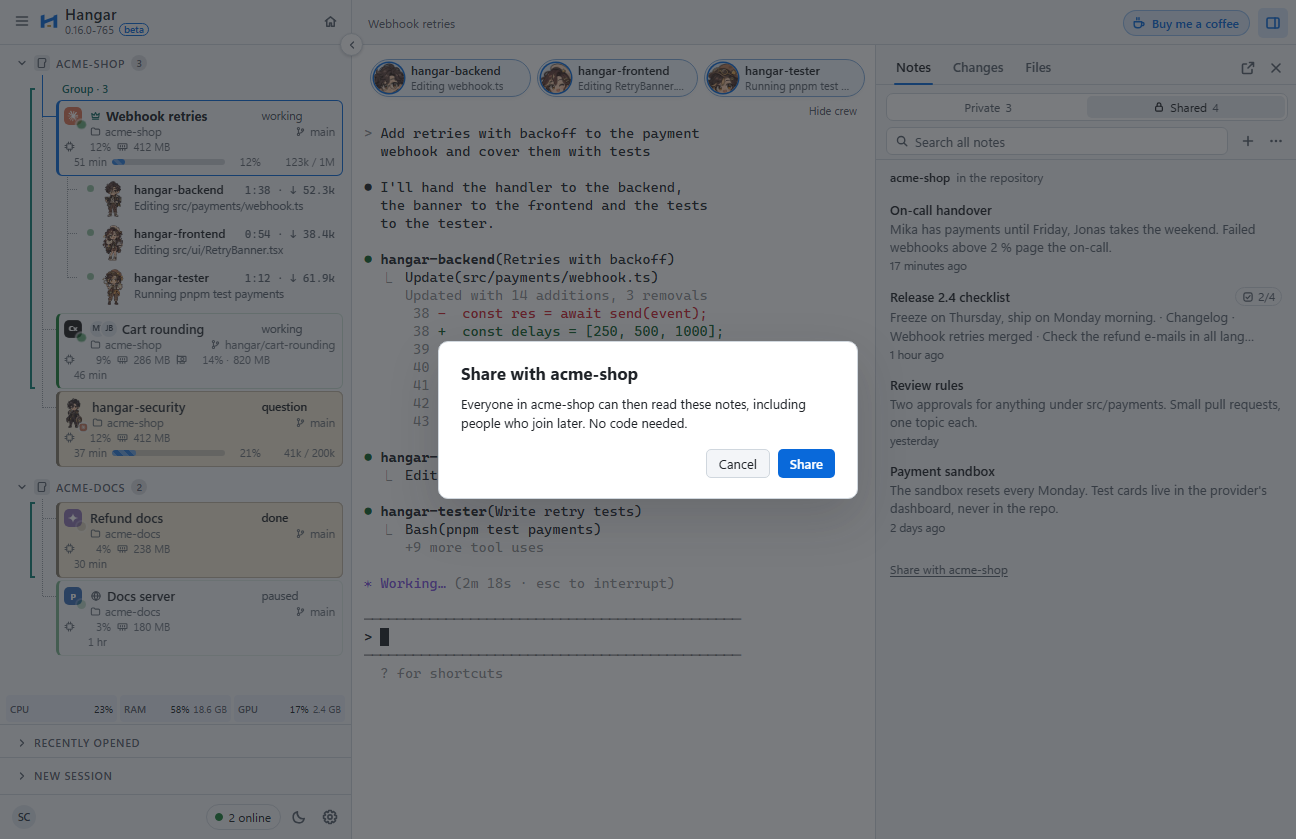 Hangar
0.16.0-765 beta
Webhook retries
Buy me a coffee
ACME-SHOP 3
Group · 3
Webhook retries working
acme-shop main
12% 412 MB
51 min 12% 123k / 1M
hangar-backend 1:38 · ↓ 52.3k
Editing src/payments/webhook.ts
hangar-frontend 0:54 · ↓ 38.4k
Editing src/ui/RetryBanner.tsx
hangar-tester 1:12 · ↓ 61.9k
Running pnpm test payments
Cx M JB Cart rounding working
acme-shop hangar/cart-rounding
9% 286 MB 14% · 820 MB
46 min
hangar-security question
acme-shop main
12% 412 MB
37 min 21% 41k / 200k
ACME-DOCS 2
Refund docs done
acme-docs main
4% 238 MB
30 min
P Docs server paused
acme-docs main
3% 180 MB
1 hr
CPU 23% RAM 58% 18.6 GB GPU 17% 2.4 GB
RECENTLY OPENED
NEW SESSION
SC 2 online
hangar-backend
Editing webhook.ts
hangar-frontend
Editing RetryBanner....
hangar-tester
Running pnpm test ...
Hide crew
> Add retries with backoff to the payment
webhook and cover them with tests
● I'll hand the handler to the backend,
the banner to the frontend and the tests
to the tester.
● hangar-backend(Retries with backoff)
Update(src/payments/webhook.ts)
Updated with 14 additions, 3 removals
38 - const res = await send(event);
38 + const delays = [250, 500, 1000];
39
40
41
42
43
● hangar-
Edit
● hangar-tester(Write retry tests)
Bash(pnpm test payments)
+9 more tool uses
* Working… (2m 18s · esc to interrupt)
>
? for shortcuts
Share with acme-shop
Everyone in acme-shop can then read these notes, including
people who join later. No code needed.
Cancel Share
Notes Changes Files
Private 3 Shared 4
Search all notes
acme-shop in the repository
On-call handover
Mika has payments until Friday, Jonas takes the weekend. Failed
webhooks above 2 % page the on-call.
17 minutes ago
Release 2.4 checklist 2/4
Freeze on Thursday, ship on Monday morning. · Changelog ·
Webhook retries merged · Check the refund e-mails in all lang...
1 hour ago
Review rules
Two approvals for anything under src/payments. Small pull requests,
one topic each.
yesterday
Payment sandbox
The sandbox resets every Monday. Test cards live in the provider's
dashboard, never in the repo.
2 days ago
Share with acme-shop